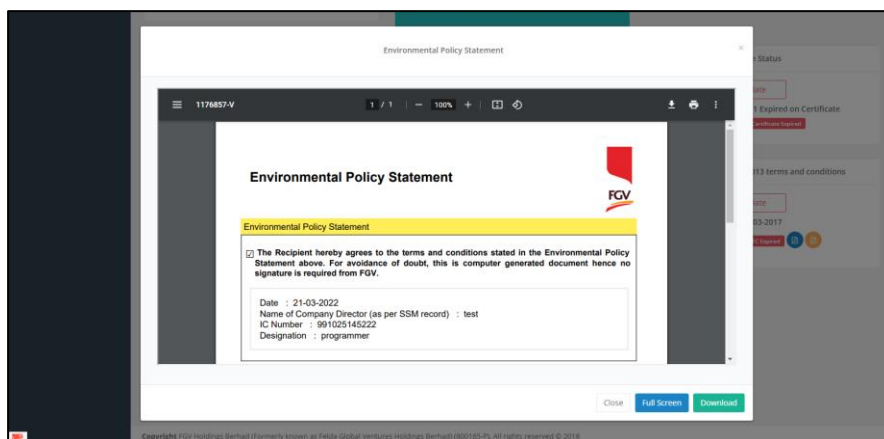 Environmental Policy Statement
×
Status
1176857-V
1 / 1
100%
Expired on Certificate
Certificate Expired
Environmental Policy Statement
FGV
terms and conditions
03-2017
Expired
Environmental Policy Statement
☑ The Recipient hereby agrees to the terms and conditions stated in the Environmental Policy
Statement above. For avoidance of doubt, this is computer generated document hence no
signature is required from FGV.
Date : 21-03-2022
Name of Company Director (as per SSM record) : test
IC Number : 991025145222
Designation : programmer
Close
Full Screen
Download
Copyright FGV Holdings Berhad (Formerly known as Felda Global Ventures Holdings Berhad) (800165-P). All rights reserved © 2018